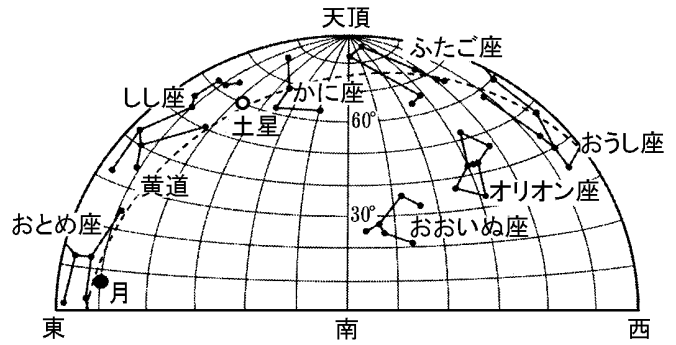 天頂
ふたご座
しし座
かに座
土星
60°
おうし座
黄道
オリオン座
30°
おとめ座
おおいぬ座
月
東
南
西